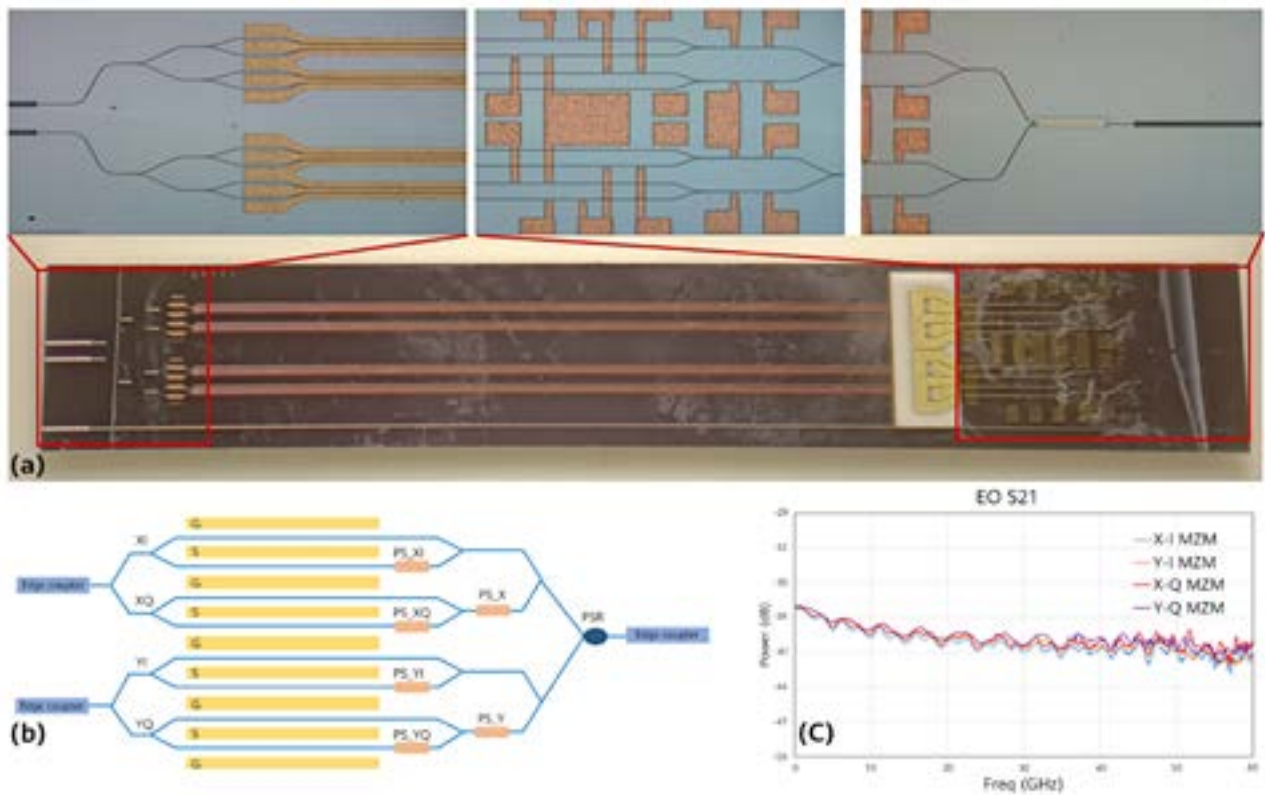 (a)
EO S21
G
XI
S
PS_XI
Edge coupler
G
PS_X
XQ
S
PS_XQ
PSR
G
Edge coupler
YI
S
PS_YI
Edge coupler
G
PS_Y
YQ
S
PS_YQ
G
(b)
X-I MZM
Y-I MZM
X-Q MZM
Y-Q MZM
Power (dB)
0
10
20
30
40
50
60
Freq (GHz)
(C)